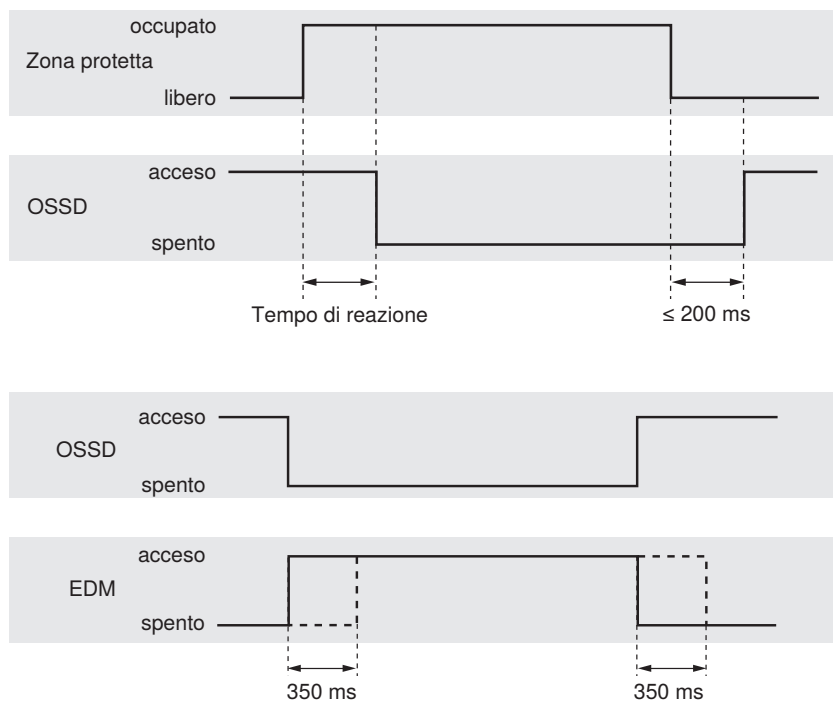 occupato
Zona protetta
libero
acceso
OSSD
spento
Tempo di reazione
≤ 200 ms
acceso
OSSD
spento
acceso
EDM
spento
350 ms
350 ms